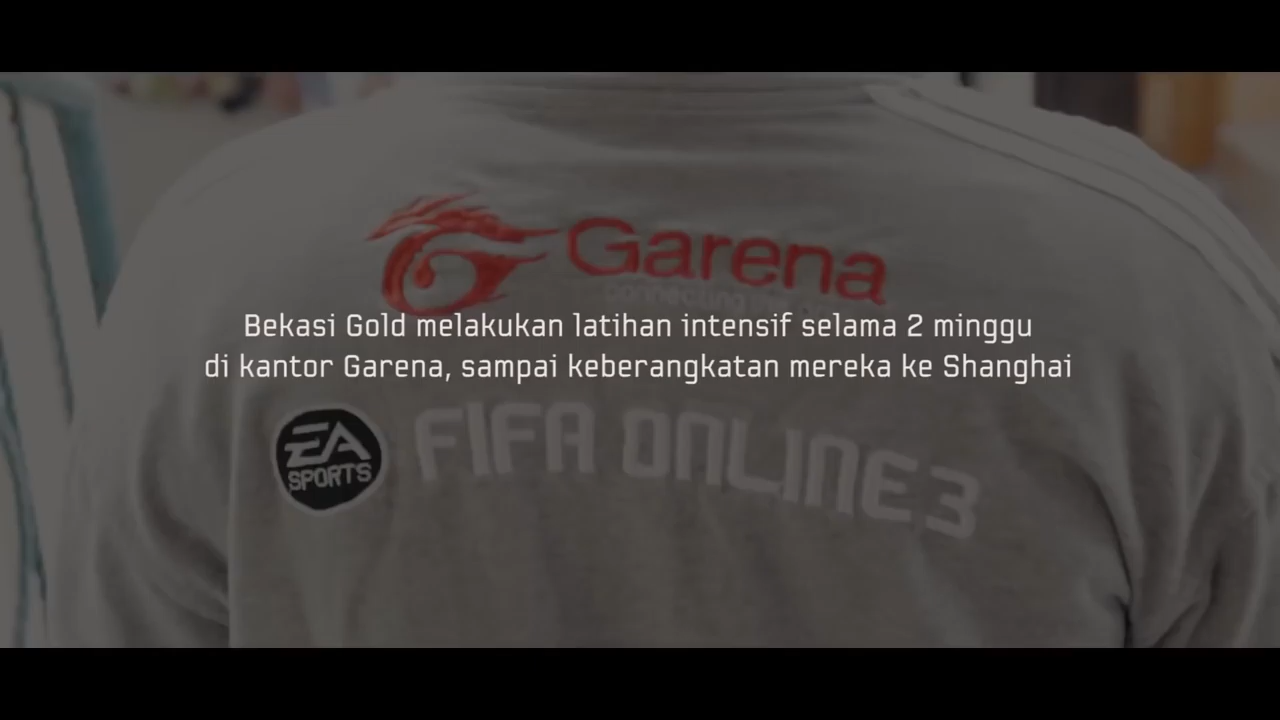 Garena
Bekasi Gold melakukan latihan intensif selama 2 minggu
di kantor Garena, sampai keberangkatan mereka ke Shanghai
EA
SPORTS
FIFA ONLINE 3